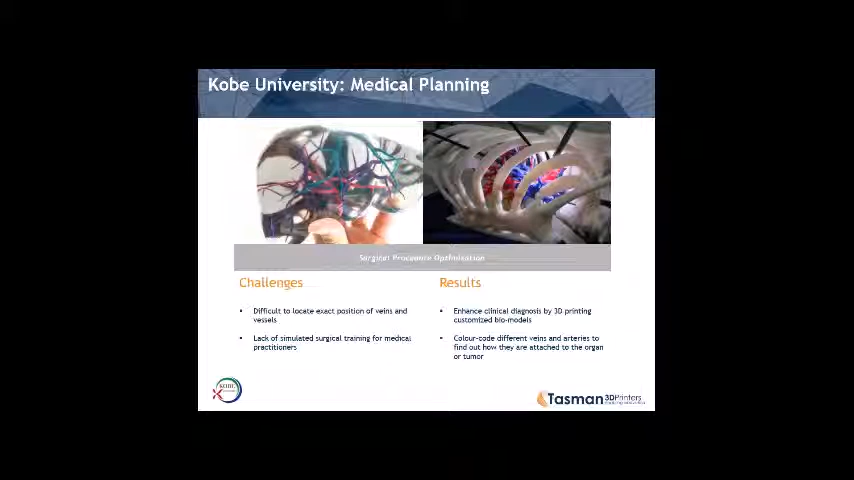 Kobe University: Medical Planning
Surgical Procedure Optimisation
Challenges
▪ Difficult to locate exact position of veins and
vessels
▪ Lack of simulated surgical training for medical
practitioners
Results
▪ Enhance clinical diagnosis by 3D printing
customized bio-models
▪ Colour-code different veins and arteries to
find out how they are attached to the organ
or tumor
KOBE
Tasman 3DPrinters